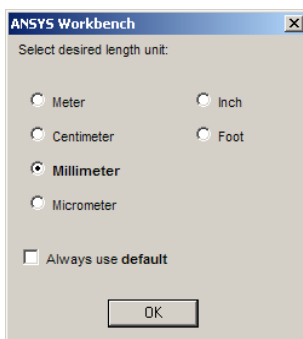 ANSYS Workbench
Select desired length unit:
Meter
Inch
Centimeter
Foot
Millimeter
Micrometer
Always use default
OK